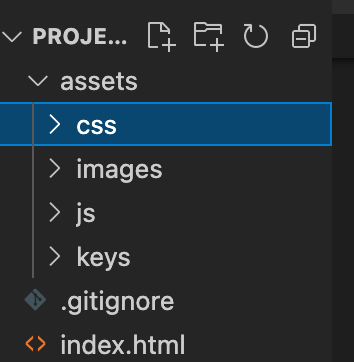 PROJE...
assets
css
images
js
keys
.gitignore
index.html